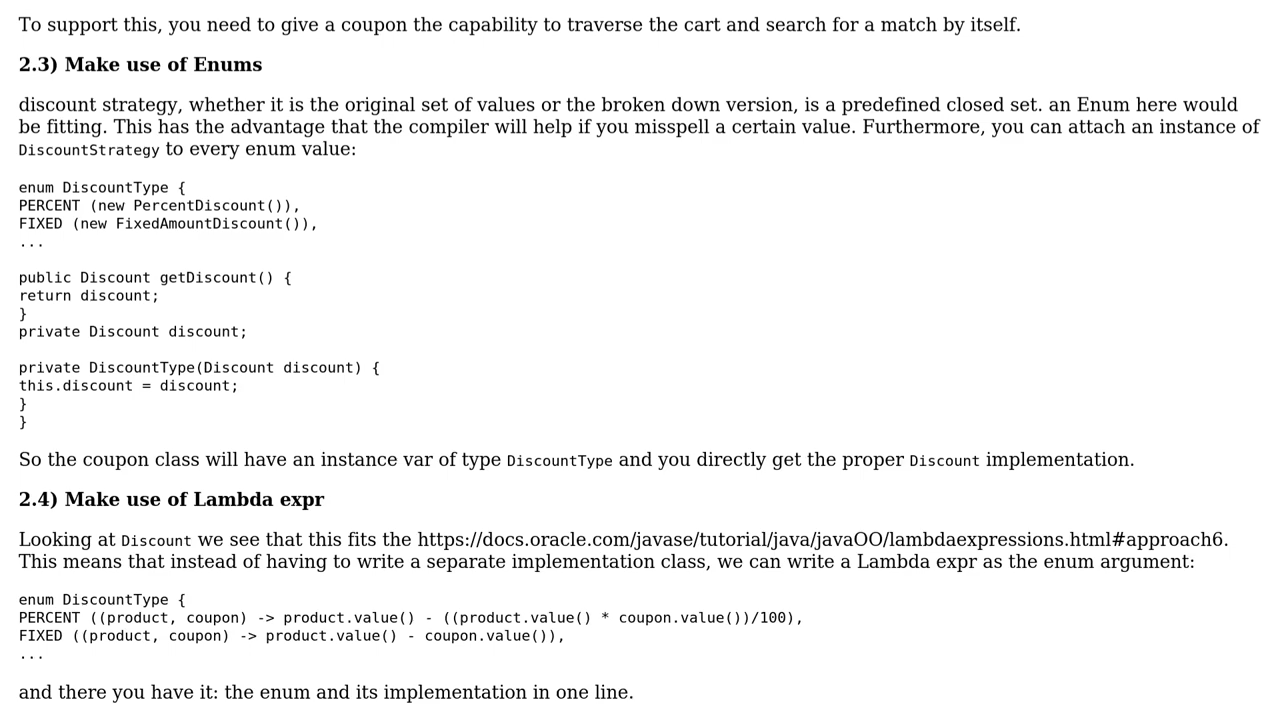 To support this, you need to give a coupon the capability to traverse the cart and search for a match by itself.
2.3) Make use of Enums
discount strategy, whether it is the original set of values or the broken down version, is a predefined closed set. an Enum here would
be fitting. This has the advantage that the compiler will help if you misspell a certain value. Furthermore, you can attach an instance of
DiscountStrategy to every enum value:
enum DiscountType {
PERCENT (new PercentDiscount()),
FIXED (new FixedAmountDiscount()),
...
public Discount getDiscount() {
return discount;
}
private Discount discount;
private DiscountType(Discount discount) {
this.discount = discount;
}
}
So the coupon class will have an instance var of type DiscountType and you directly get the proper Discount implementation.
2.4) Make use of Lambda expr
Looking at Discount we see that this fits the https://docs.oracle.com/javase/tutorial/java/javaOO/lambdaexpressions.html#approach6.
This means that instead of having to write a separate implementation class, we can write a Lambda expr as the enum argument:
enum DiscountType {
PERCENT ((product, coupon) -> product.value() - ((product.value() * coupon.value())/100),
FIXED ((product, coupon) -> product.value() - coupon.value()),
...
and there you have it: the enum and its implementation in one line.